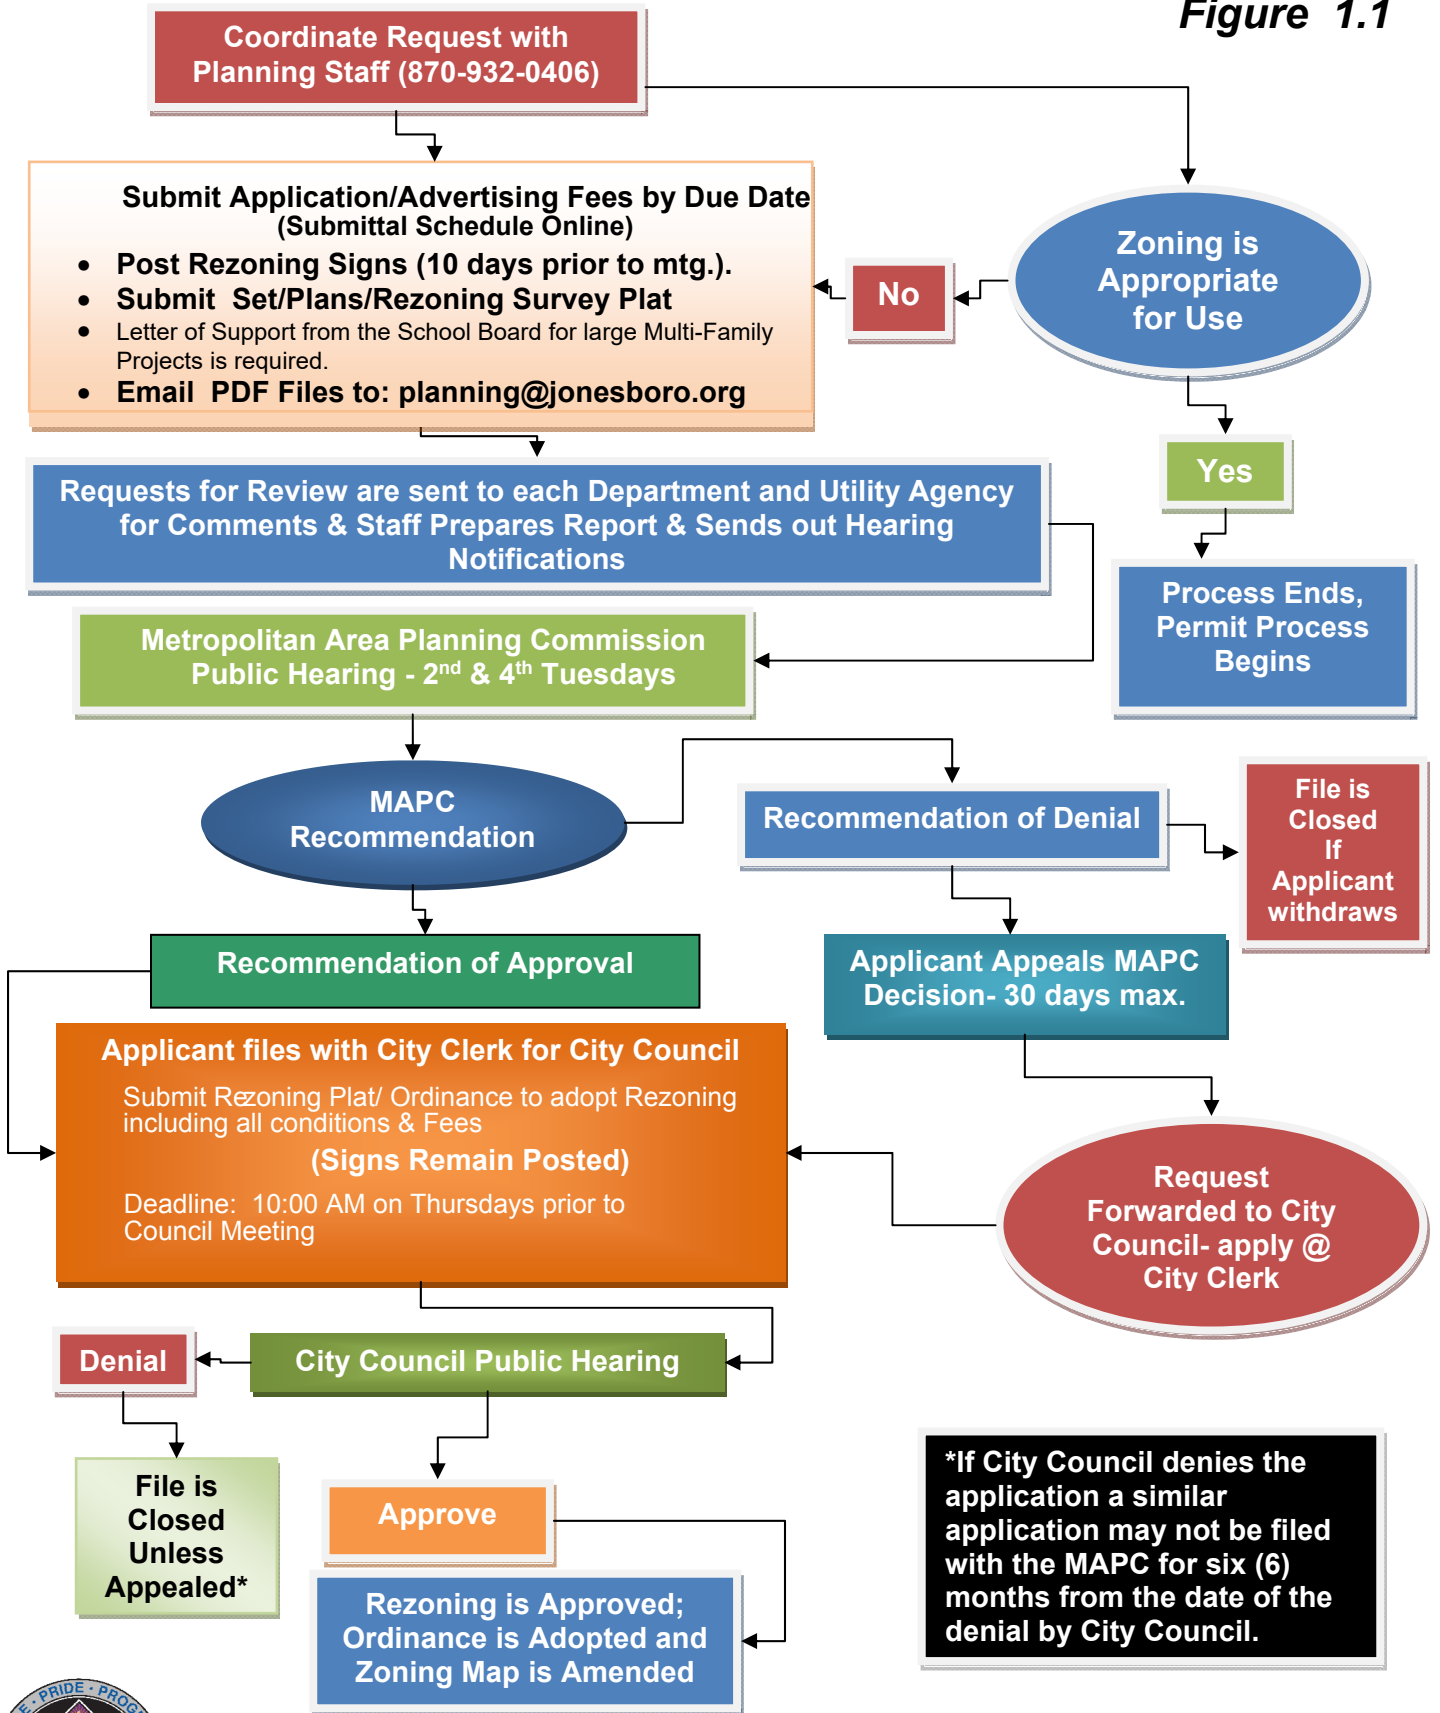 Figure 1.1
Coordinate Request with
Planning Staff (870-932-0406)
Submit Application/Advertising Fees by Due Date
(Submittal Schedule Online)
• Post Rezoning Signs (10 days prior to mtg.).
• Submit Set/Plans/Rezoning Survey Plat
• Letter of Support from the School Board for large Multi-Family
Projects is required.
• Email PDF Files to: planning@jonesboro.org
No
Zoning is
Appropriate
for Use
Yes
Process Ends,
Permit Process
Begins
Requests for Review are sent to each Department and Utility Agency
for Comments & Staff Prepares Report & Sends out Hearing
Notifications
Metropolitan Area Planning Commission
Public Hearing - 2nd & 4th Tuesdays
MAPC
Recommendation
Recommendation of Denial
File is
Closed
If
Applicant
withdraws
Recommendation of Approval
Applicant Appeals MAPC
Decision- 30 days max.
Applicant files with City Clerk for City Council
Submit Rezoning Plat/ Ordinance to adopt Rezoning
including all conditions & Fees
(Signs Remain Posted)
Deadline: 10:00 AM on Thursdays prior to
Council Meeting
Request
Forwarded to City
Council- apply @
City Clerk
Denial
City Council Public Hearing
File is
Closed
Unless
Appealed*
Approve
Rezoning is Approved;
Ordinance is Adopted and
Zoning Map is Amended
*If City Council denies the
application a similar
application may not be filed
with the MAPC for six (6)
months from the date of the
denial by City Council.
PRIDE